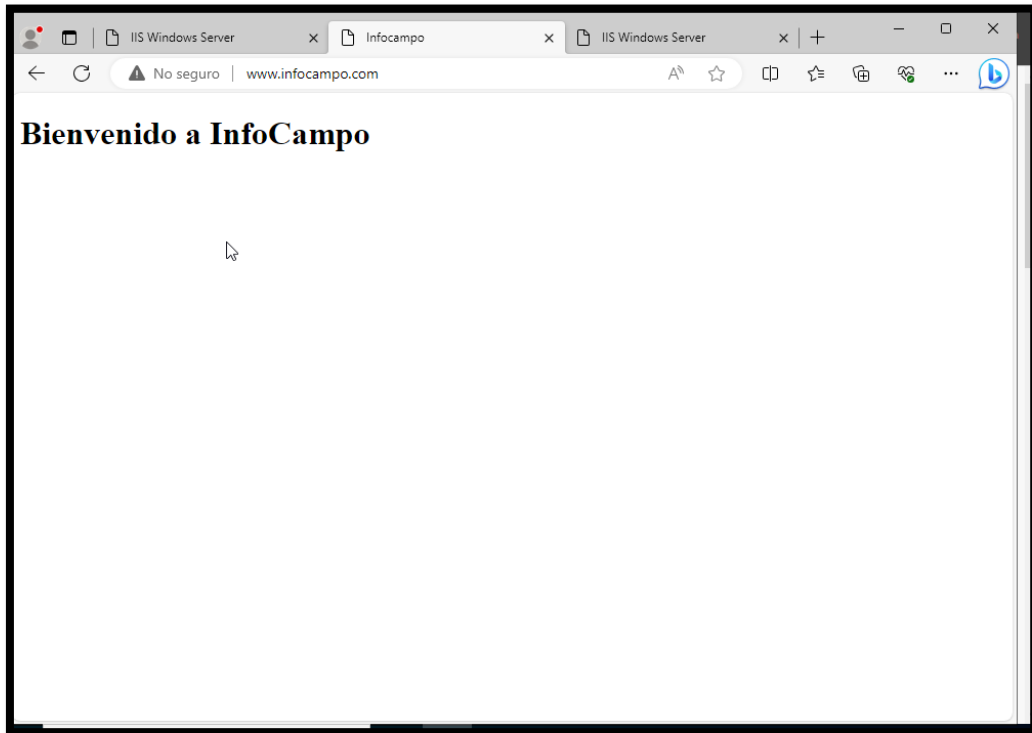 IIS Windows Server
Infocampo
IIS Windows Server
No seguro
www.infocampo.com
Bienvenido a InfoCampo